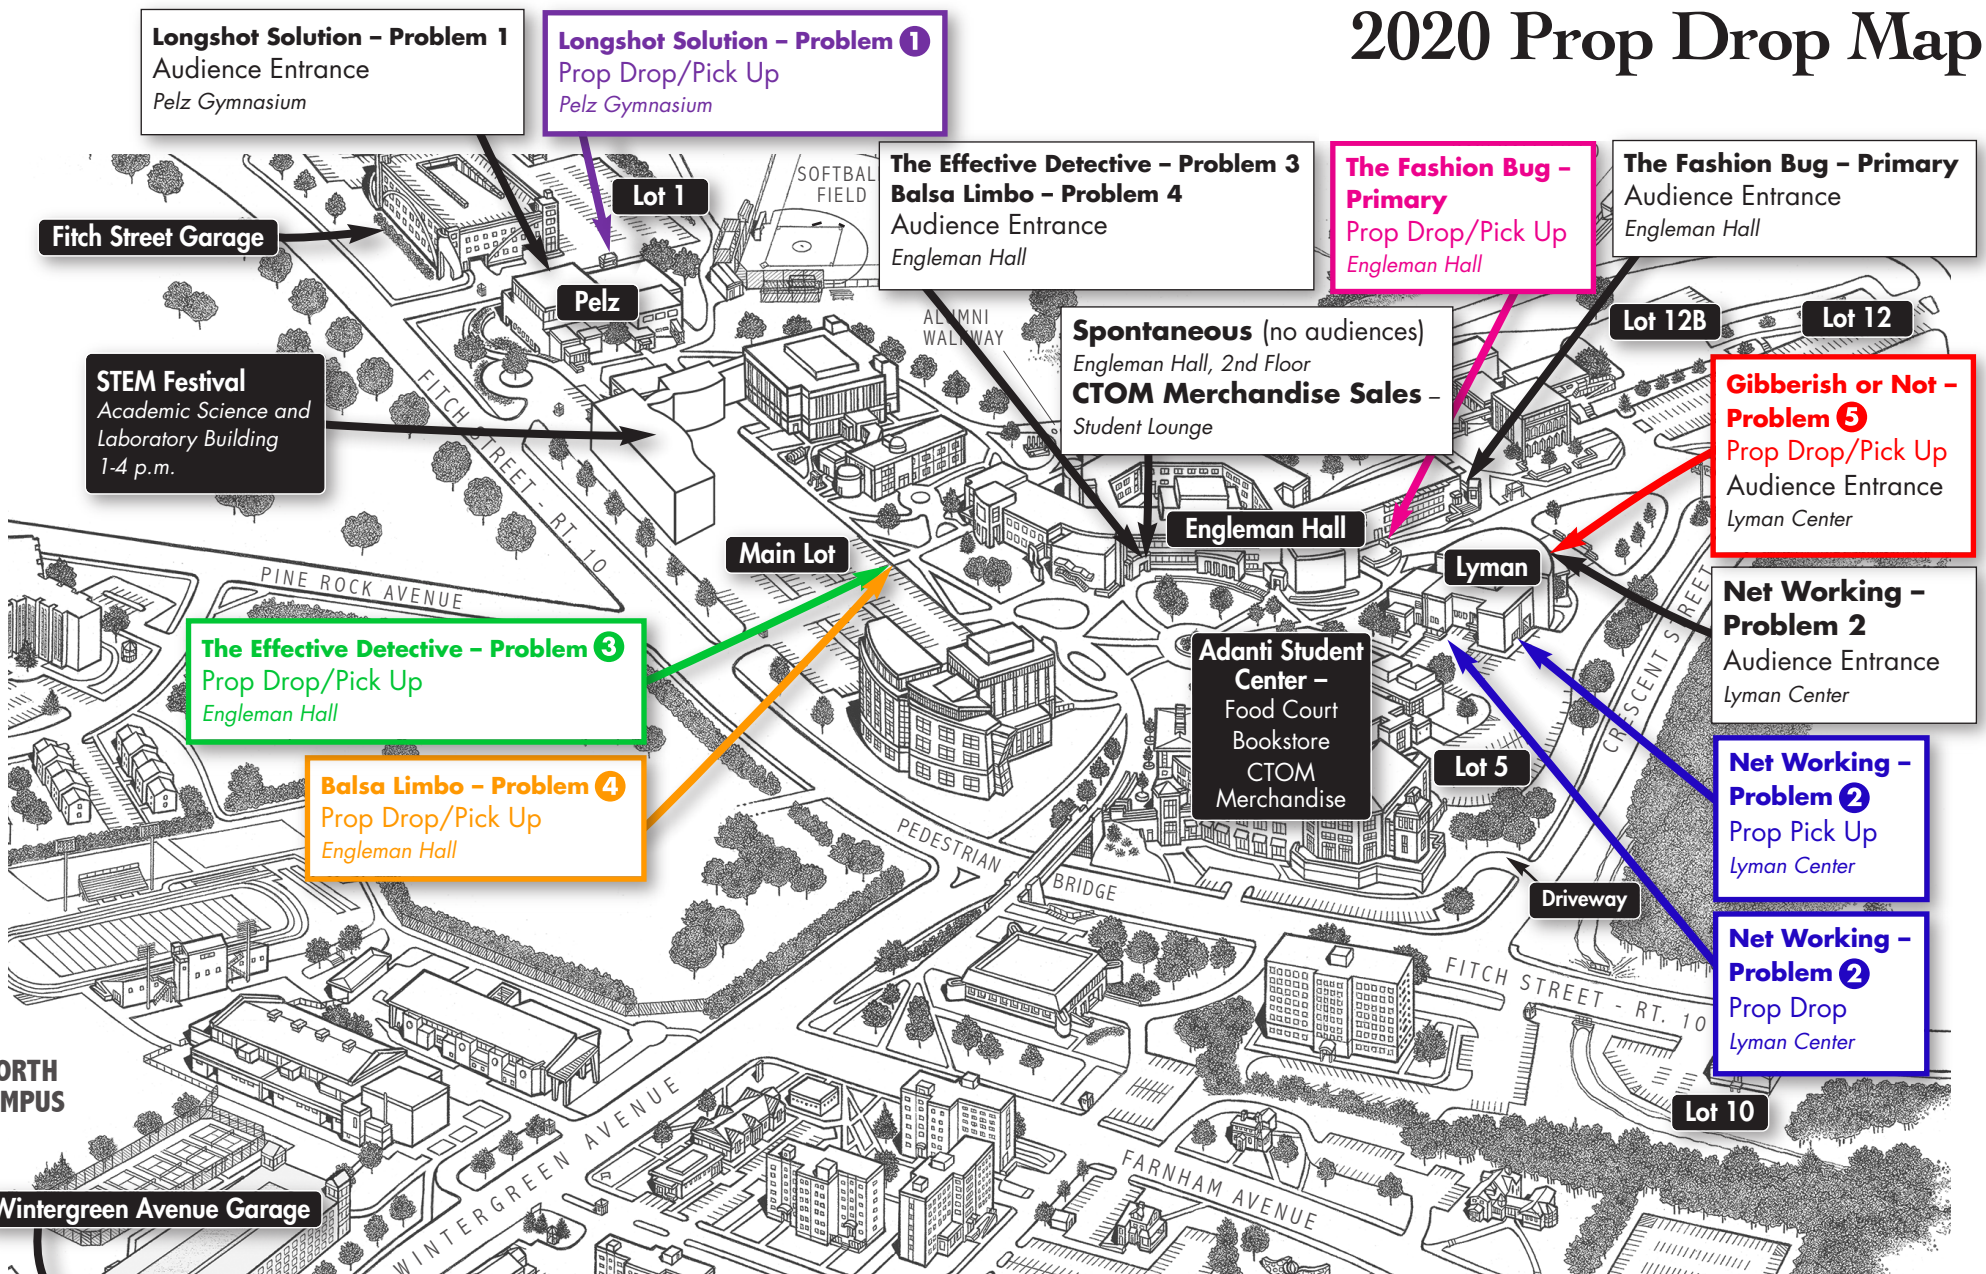 2020 Prop Drop Map
Longshot Solution – Problem 1
Audience Entrance
Pelz Gymnasium
Longshot Solution – Problem 1
Prop Drop/Pick Up
Pelz Gymnasium
The Effective Detective – Problem 3
Balsa Limbo – Problem 4
Audience Entrance
Engleman Hall
The Fashion Bug –
Primary
Prop Drop/Pick Up
Engleman Hall
The Fashion Bug – Primary
Audience Entrance
Engleman Hall
SOFTBAL
FIELD
Lot 1
Fitch Street Garage
Pelz
ALUMNI
WALKWAY
Spontaneous (no audiences)
Engleman Hall, 2nd Floor
CTOM Merchandise Sales –
Student Lounge
Lot 12B
Lot 12
STEM Festival
Academic Science and
Laboratory Building
1-4 p.m.
FITCH STREET - RT. 10
Gibberish or Not –
Problem 5
Prop Drop/Pick Up
Audience Entrance
Lyman Center
Engleman Hall
Main Lot
Lyman
PINE ROCK AVENUE
Net Working –
Problem 2
Audience Entrance
Lyman Center
The Effective Detective – Problem 3
Prop Drop/Pick Up
Engleman Hall
Adanti Student
Center –
Food Court
Bookstore
CTOM
Merchandise
CRESCENT STREET
Balsa Limbo – Problem 4
Prop Drop/Pick Up
Engleman Hall
Lot 5
Net Working –
Problem 2
Prop Pick Up
Lyman Center
PEDESTRIAN
BRIDGE
Driveway
Net Working –
Problem 2
Prop Drop
Lyman Center
FITCH STREET - RT. 10
ORTH
MPUS
Lot 10
WINTERGREEN AVENUE
FARNHAM AVENUE
Wintergreen Avenue Garage